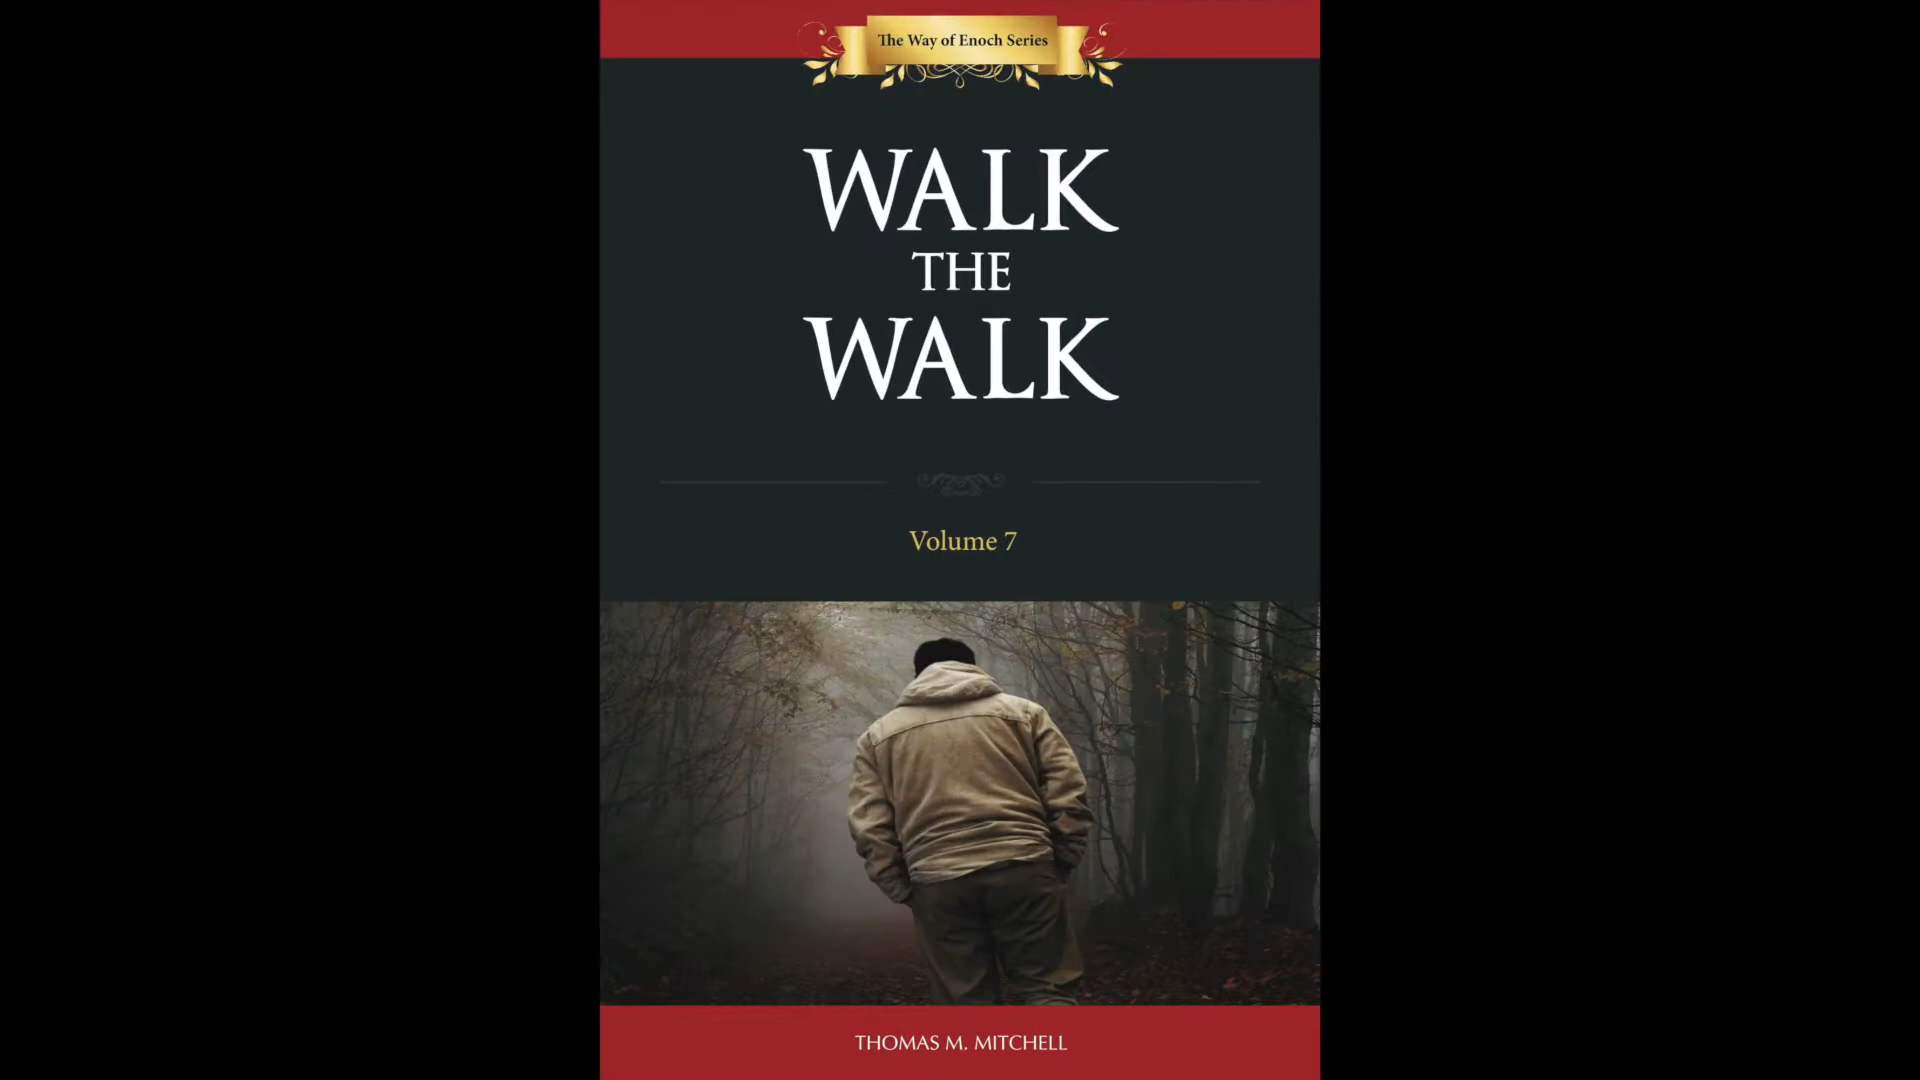 The Way of Enoch Series
WALK
THE
WALK
Volume 7
THOMAS M. MITCHELL